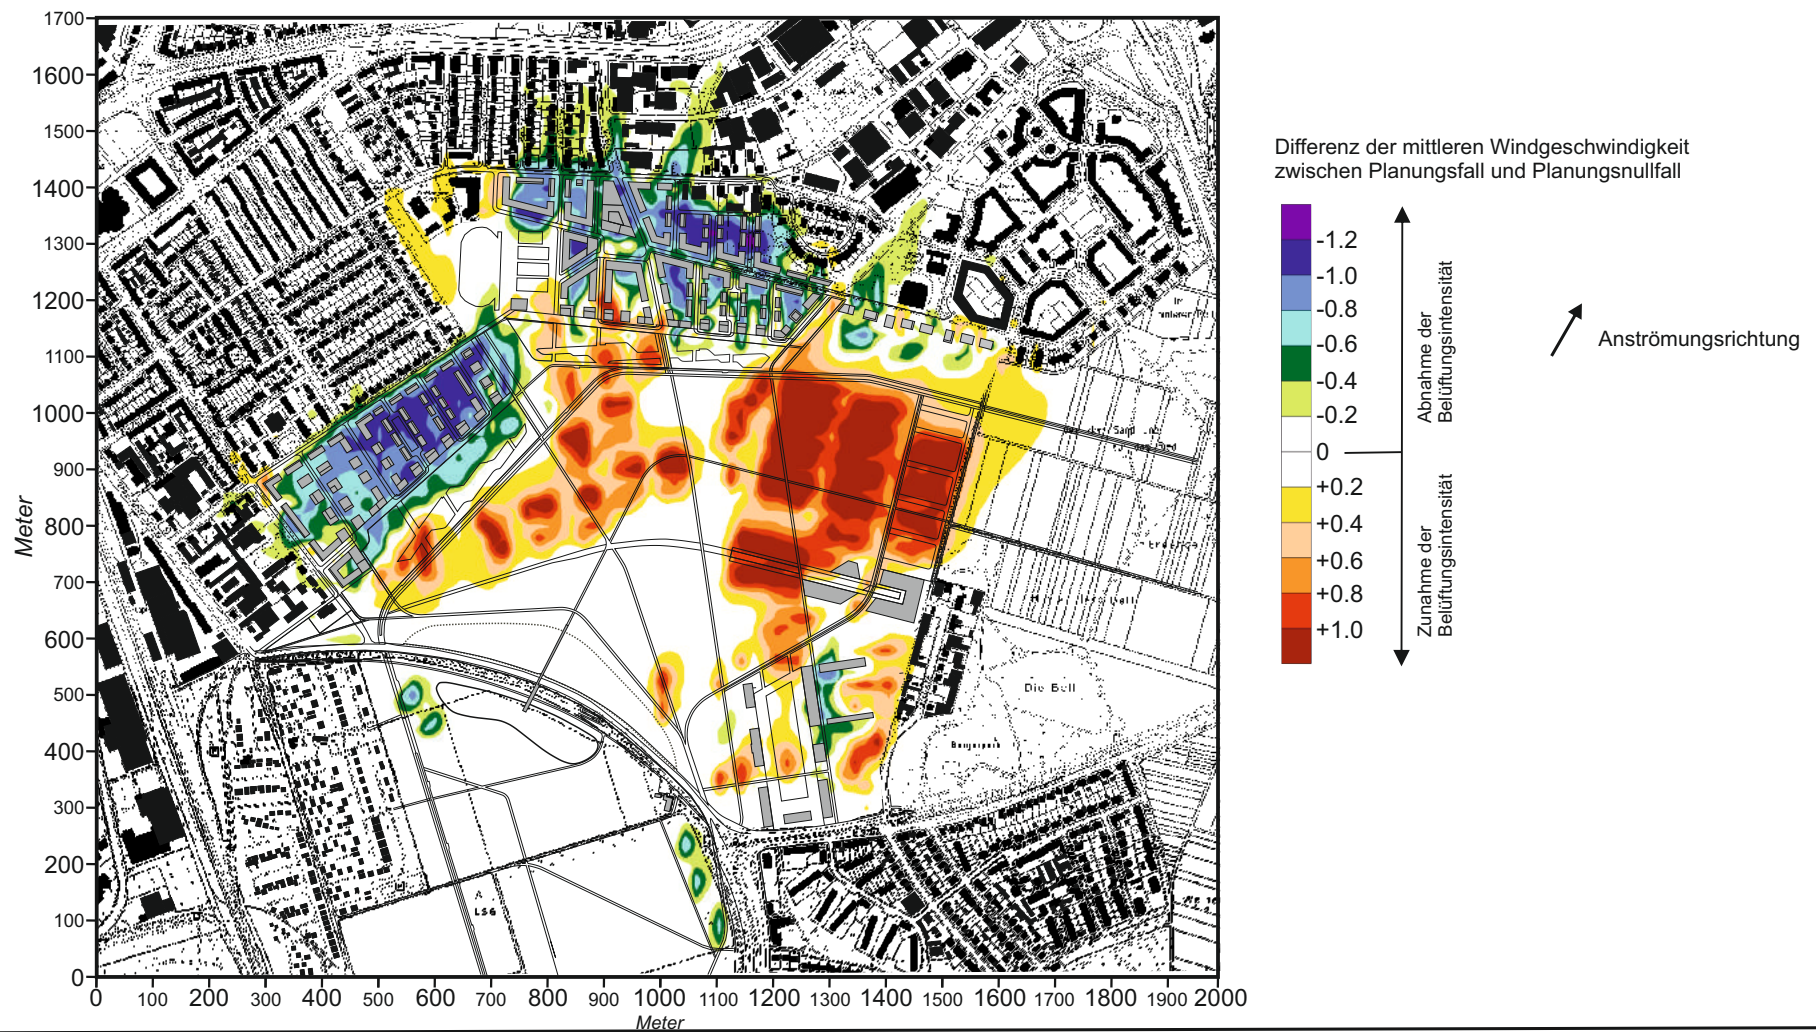 1700
1600
1500
1400
1300
1200
1100
1000
900
800
700
600
500
400
300
200
100
0
Meter
0 100 200 300 400 500 600 700 800 900 1000 1100 1200 1300 1400 1500 1600 1700 1800 1900 2000
Meter
LSG
Die Bell
Differenz der mittleren Windgeschwindigkeit
zwischen Planungsfall und Planungsnullfall
-1.2
-1.0
-0.8
-0.6
-0.4
-0.2
0
+0.2
+0.4
+0.6
+0.8
+1.0
Abnahme der
Belüftungsintensität
Zunahme der
Belüftungsintensität
Anströmungsrichtung